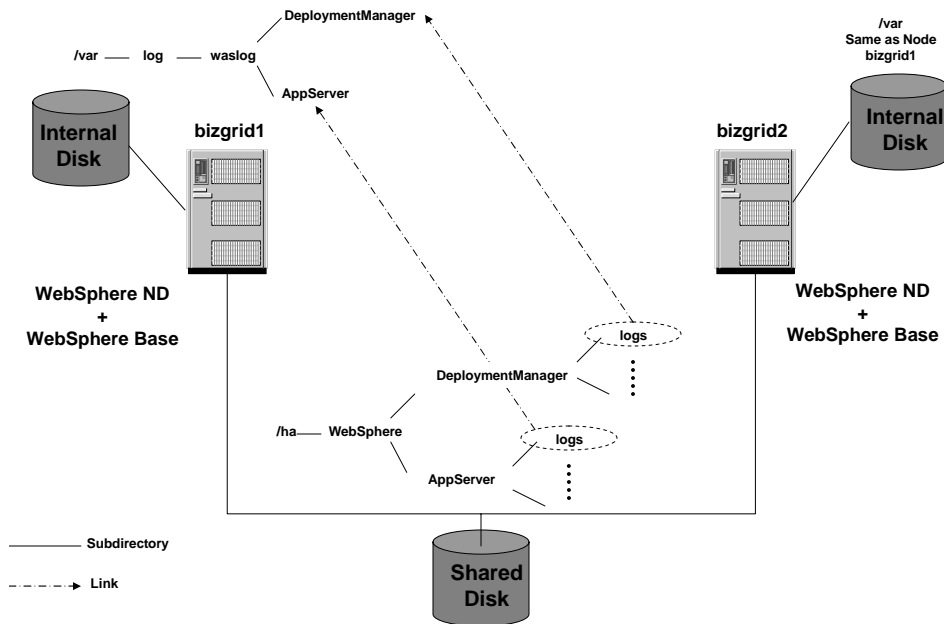 DeploymentManager
/var
log
waslog
AppServer
/var
Same as Node
bizgrid1
Internal
Disk
bizgrid1
bizgrid2
Internal
Disk
WebSphere ND
+
WebSphere Base
WebSphere ND
+
WebSphere Base
logs
DeploymentManager
/ha
WebSphere
logs
AppServer
Subdirectory
Link
Shared
Disk